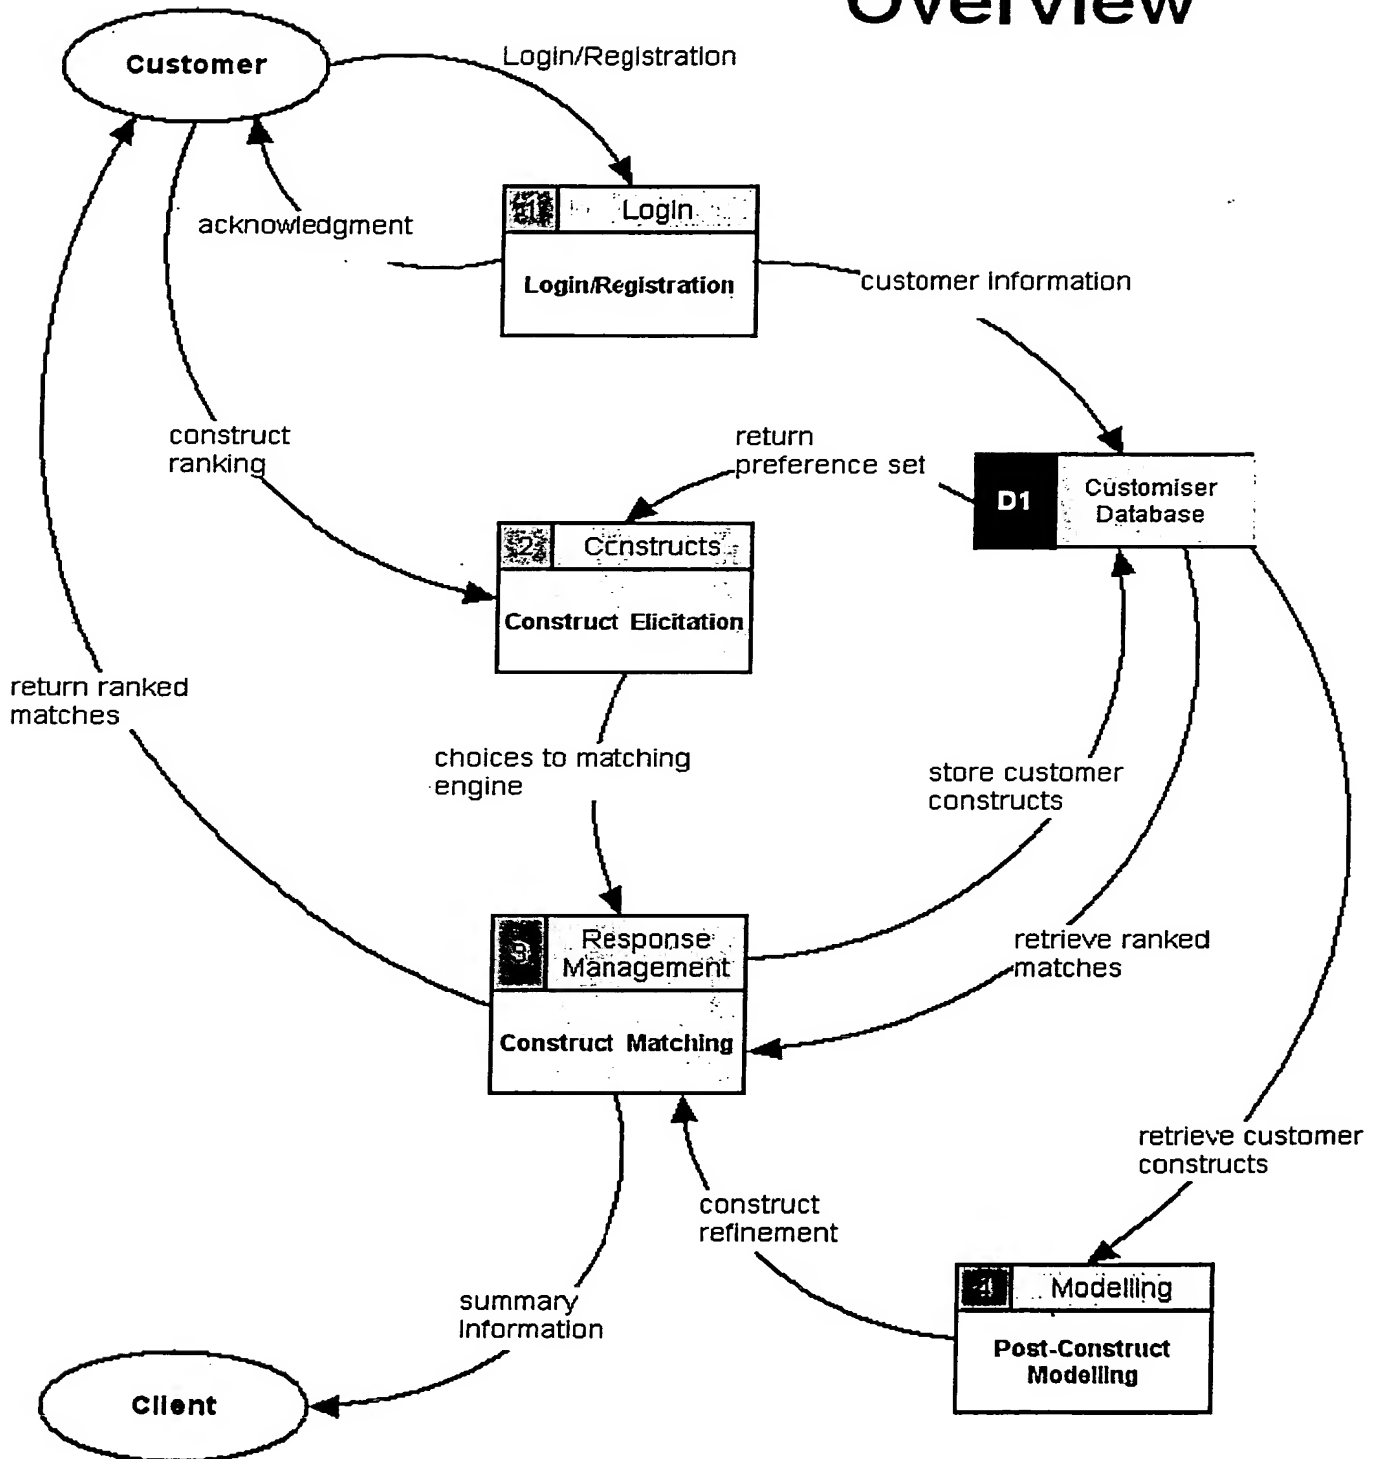 Overview
Customer
Login/Registration
acknowledgment
1
Login
Login/Registration
customer information
construct
ranking
return
preference set
D1
Customiser
Database
2
Constructs
Construct Elicitation
return ranked
matches
choices to matching
engine
store customer
constructs
3
Response
Management
Construct Matching
retrieve ranked
matches
retrieve customer
constructs
construct
refinement
4
Modelling
Post-Construct
Modelling
summary
information
Client